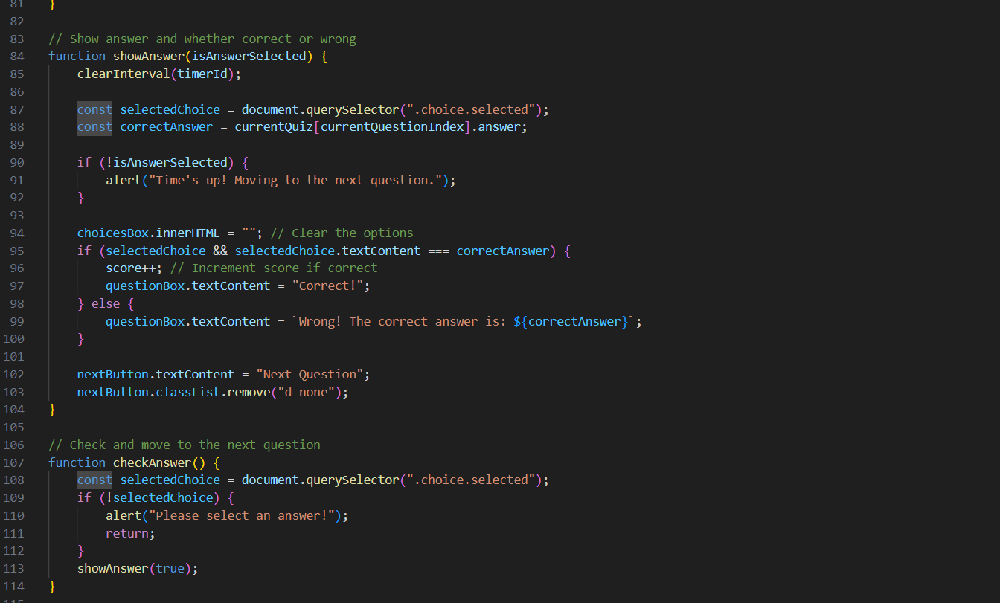 81 }
82
83 // Show answer and whether correct or wrong
84 function showAnswer(isAnswerSelected) {
85     clearInterval(timerId);
86
87     const selectedChoice = document.querySelector(".choice.selected");
88     const correctAnswer = currentQuiz[currentQuestionIndex].answer;
89
90     if (!isAnswerSelected) {
91         alert("Time's up! Moving to the next question.");
92     }
93
94     choicesBox.innerHTML = ""; // Clear the options
95     if (selectedChoice && selectedChoice.textContent === correctAnswer) {
96         score++; // Increment score if correct
97         questionBox.textContent = "Correct!";
98     } else {
99         questionBox.textContent = `Wrong! The correct answer is: ${correctAnswer}`;
100     }
101
102     nextButton.textContent = "Next Question";
103     nextButton.classList.remove("d-none");
104 }
105
106 // Check and move to the next question
107 function checkAnswer() {
108     const selectedChoice = document.querySelector(".choice.selected");
109     if (!selectedChoice) {
110         alert("Please select an answer!");
111         return;
112     }
113     showAnswer(true);
114 }
115